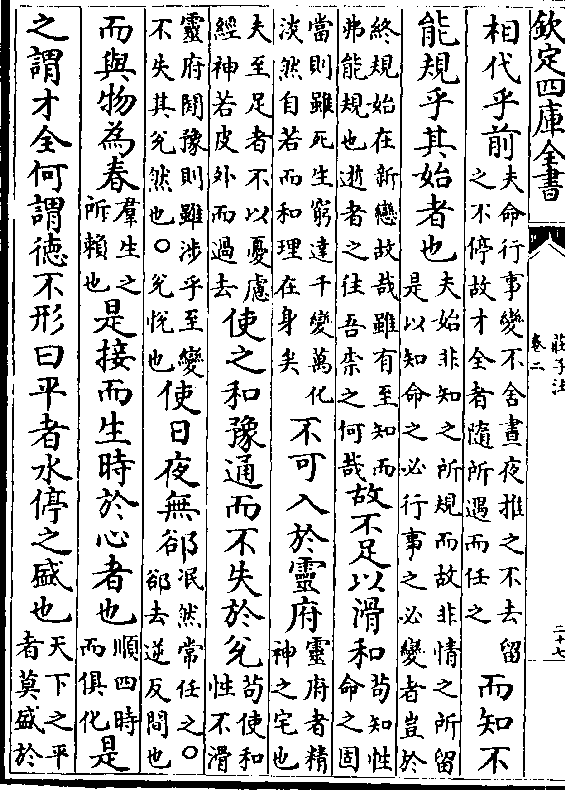 欽定四庫全書
莊子注
卷二
二十七
相代乎前夫命行事變不舍晝夜推之不去留之不停故才全者隨所遇而任之而知不
能規乎其始者也夫始非知之所規而故非情之所留是以知命之必行事之必變者豈於
終規始在新戀故哉雖有至知而弗能規也逝者之往吾柰之何哉故不足以滑和苟知性命之固
當則雖死生窮達千變萬化淡然自若而和理在身矣不可入於靈府靈府者精神之宅也
夫至足者不以憂慮經神若皮外而過去使之和豫通而不失於兊苟使和性不滑
靈府閒豫則雖涉乎至變不失其兊然也○兊悅也使日夜無郤泯然常任之○郤去逆反間也
而與物為春羣生之所賴也是接而生時於心者也順四時而俱化是
之謂才全何謂德不形曰平者水停之盛也天下之平者莫盛於